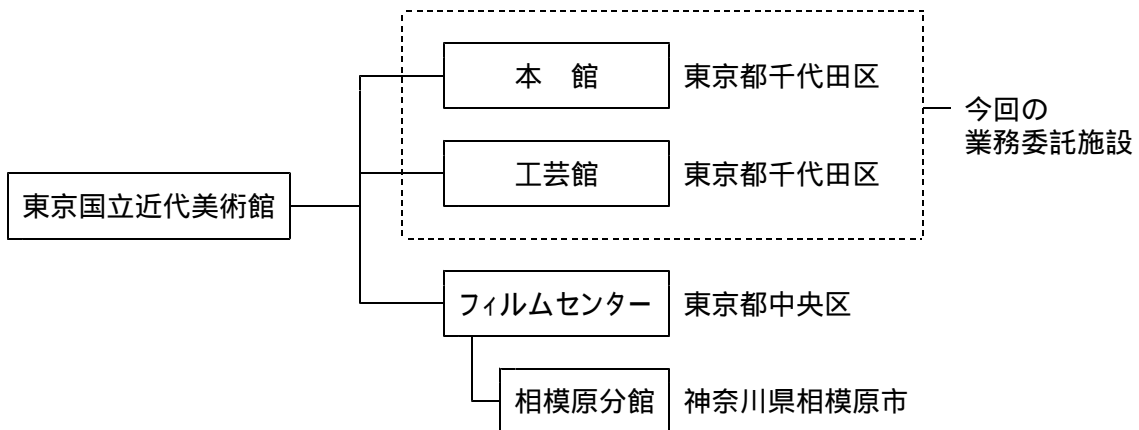 本　館
東京都千代田区
今回の
業務委託施設
工芸館
東京都千代田区
東京国立近代美術館
フィルムセンター
東京都中央区
相模原分館
神奈川県相模原市